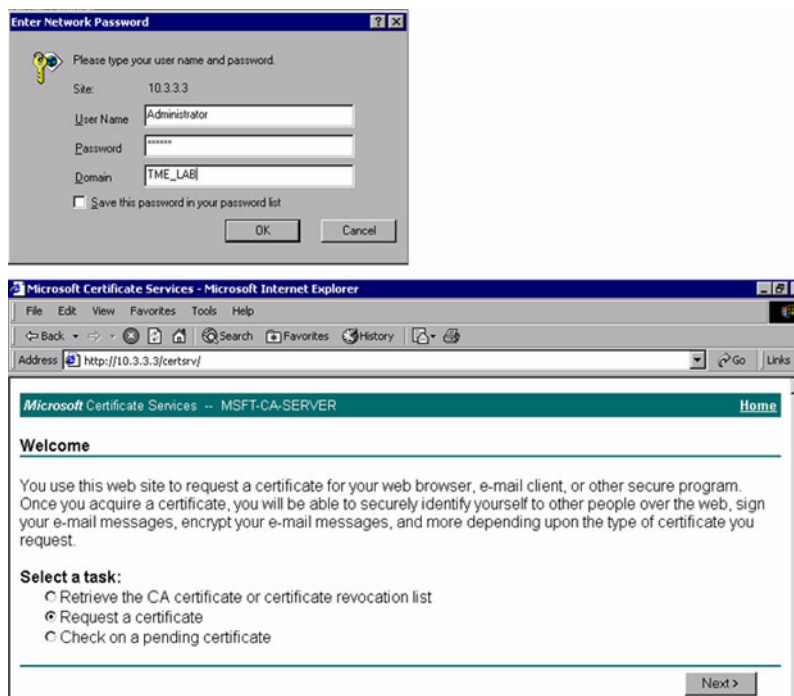 Enter Network Password
Please type your user name and password.
Site: 10.3.3.3
User Name Administrator
Password ******
Domain TME_LAB
Save this password in your password list
OK Cancel
Microsoft Certificate Services - Microsoft Internet Explorer
File Edit View Favorites Tools Help
Back Search Favorites History
Address http://10.3.3.3/certsrv/ Go Links
Microsoft Certificate Services -- MSFT-CA-SERVER Home
Welcome
You use this web site to request a certificate for your web browser, e-mail client, or other secure program.
Once you acquire a certificate, you will be able to securely identify yourself to other people over the web, sign
your e-mail messages, encrypt your e-mail messages, and more depending upon the type of certificate you
request.
Select a task:
Retrieve the CA certificate or certificate revocation list
Request a certificate
Check on a pending certificate
Next >